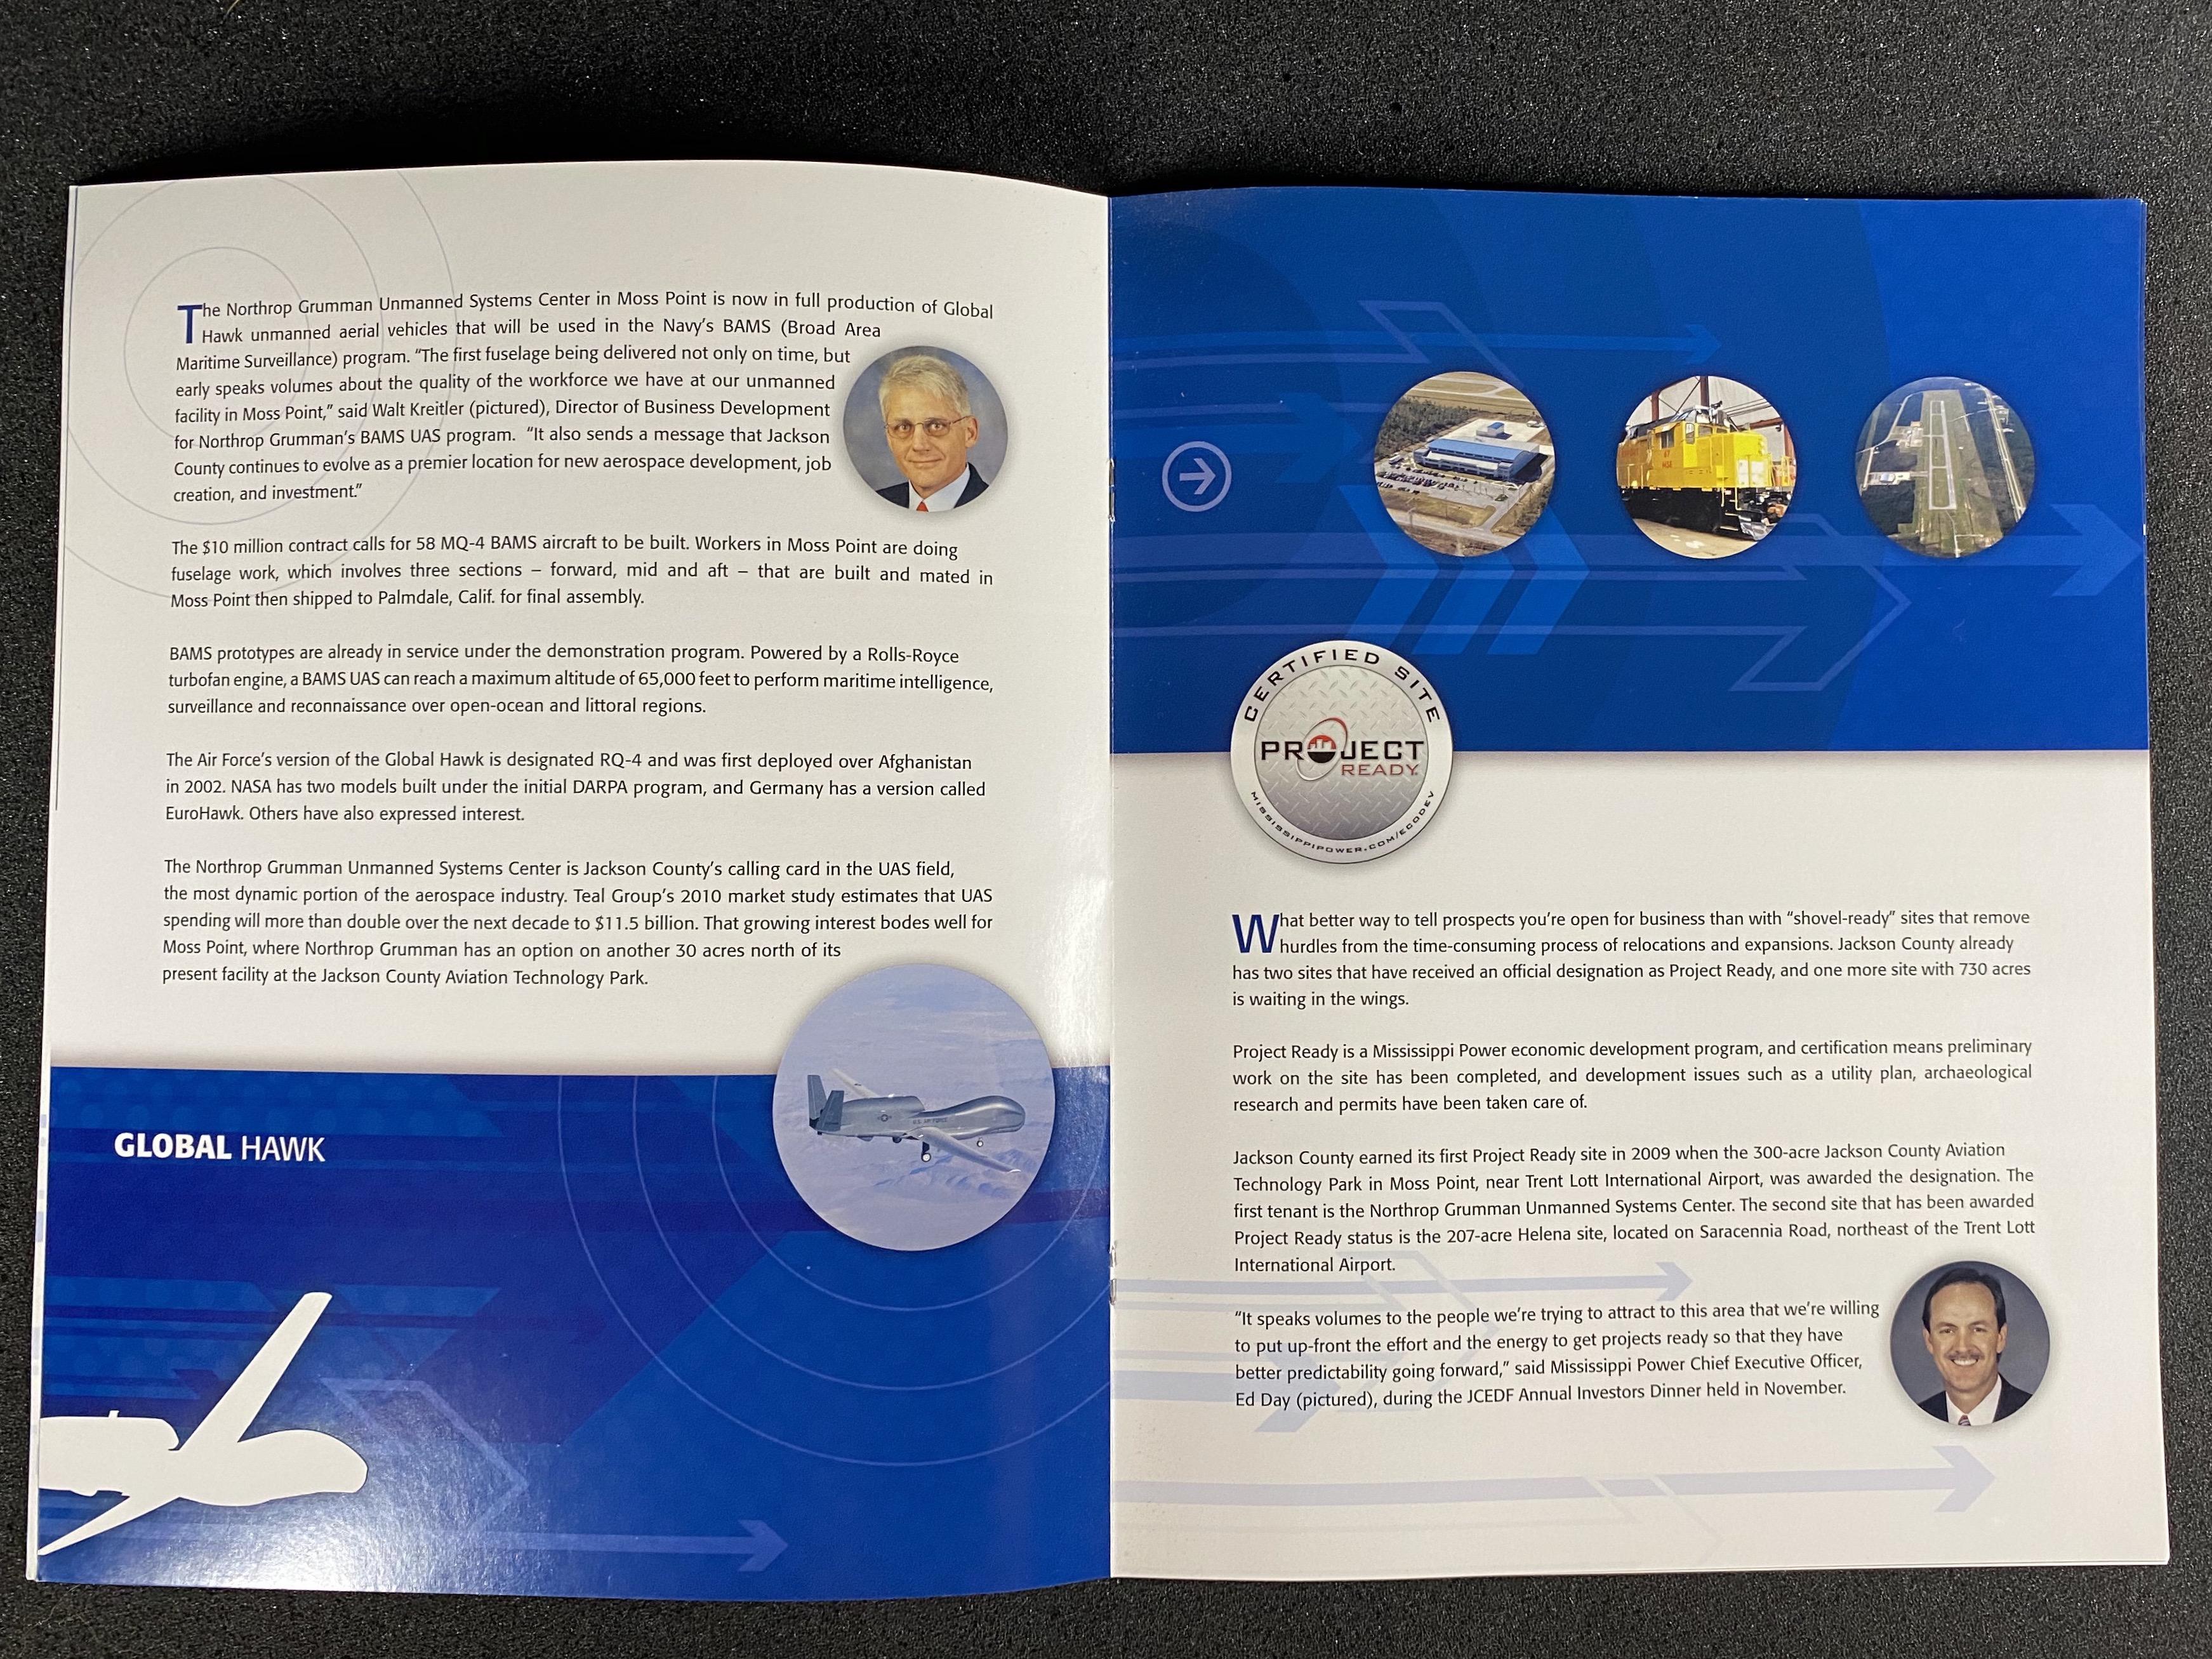 The Northrop Grumman Unmanned Systems Center in Moss Point is now in full production of Global
Hawk unmanned aerial vehicles that will be used in the Navy's BAMS (Broad Area
Maritime Surveillance) program. "The first fuselage being delivered not only on time, but
early speaks volumes about the quality of the workforce we have at our unmanned
facility in Moss Point," said Walt Kreitler (pictured), Director of Business Development
for Northrop Grumman's BAMS UAS program.  "It also sends a message that Jackson
County continues to evolve as a premier location for new aerospace development, job
creation, and investment."
The $10 million contract calls for 58 MQ-4 BAMS aircraft to be built. Workers in Moss Point are doing
fuselage work, which involves three sections – forward, mid and aft – that are built and mated in
Moss Point then shipped to Palmdale, Calif. for final assembly.
BAMS prototypes are already in service under the demonstration program. Powered by a Rolls-Royce
turbofan engine, a BAMS UAS can reach a maximum altitude of 65,000 feet to perform maritime intelligence,
surveillance and reconnaissance over open-ocean and littoral regions.
The Air Force's version of the Global Hawk is designated RQ-4 and was first deployed over Afghanistan
in 2002. NASA has two models built under the initial DARPA program, and Germany has a version called
EuroHawk. Others have also expressed interest.
The Northrop Grumman Unmanned Systems Center is Jackson County's calling card in the UAS field,
the most dynamic portion of the aerospace industry. Teal Group's 2010 market study estimates that UAS
spending will more than double over the next decade to $11.5 billion. That growing interest bodes well for
Moss Point, where Northrop Grumman has an option on another 30 acres north of its
present facility at the Jackson County Aviation Technology Park.
U.S. AIR FORCE
GLOBAL HAWK
67
MSE
CERTIFIED SITE
PROJECT
READY
MISSISSIPPIPOWER.COM/ECODEV
What better way to tell prospects you're open for business than with "shovel-ready" sites that remove
hurdles from the time-consuming process of relocations and expansions. Jackson County already
has two sites that have received an official designation as Project Ready, and one more site with 730 acres
is waiting in the wings.
Project Ready is a Mississippi Power economic development program, and certification means preliminary
work on the site has been completed, and development issues such as a utility plan, archaeological
research and permits have been taken care of.
Jackson County earned its first Project Ready site in 2009 when the 300-acre Jackson County Aviation
Technology Park in Moss Point, near Trent Lott International Airport, was awarded the designation. The
first tenant is the Northrop Grumman Unmanned Systems Center. The second site that has been awarded
Project Ready status is the 207-acre Helena site, located on Saracennia Road, northeast of the Trent Lott
International Airport.
"It speaks volumes to the people we're trying to attract to this area that we're willing
to put up-front the effort and the energy to get projects ready so that they have
better predictability going forward," said Mississippi Power Chief Executive Officer,
Ed Day (pictured), during the JCEDF Annual Investors Dinner held in November.